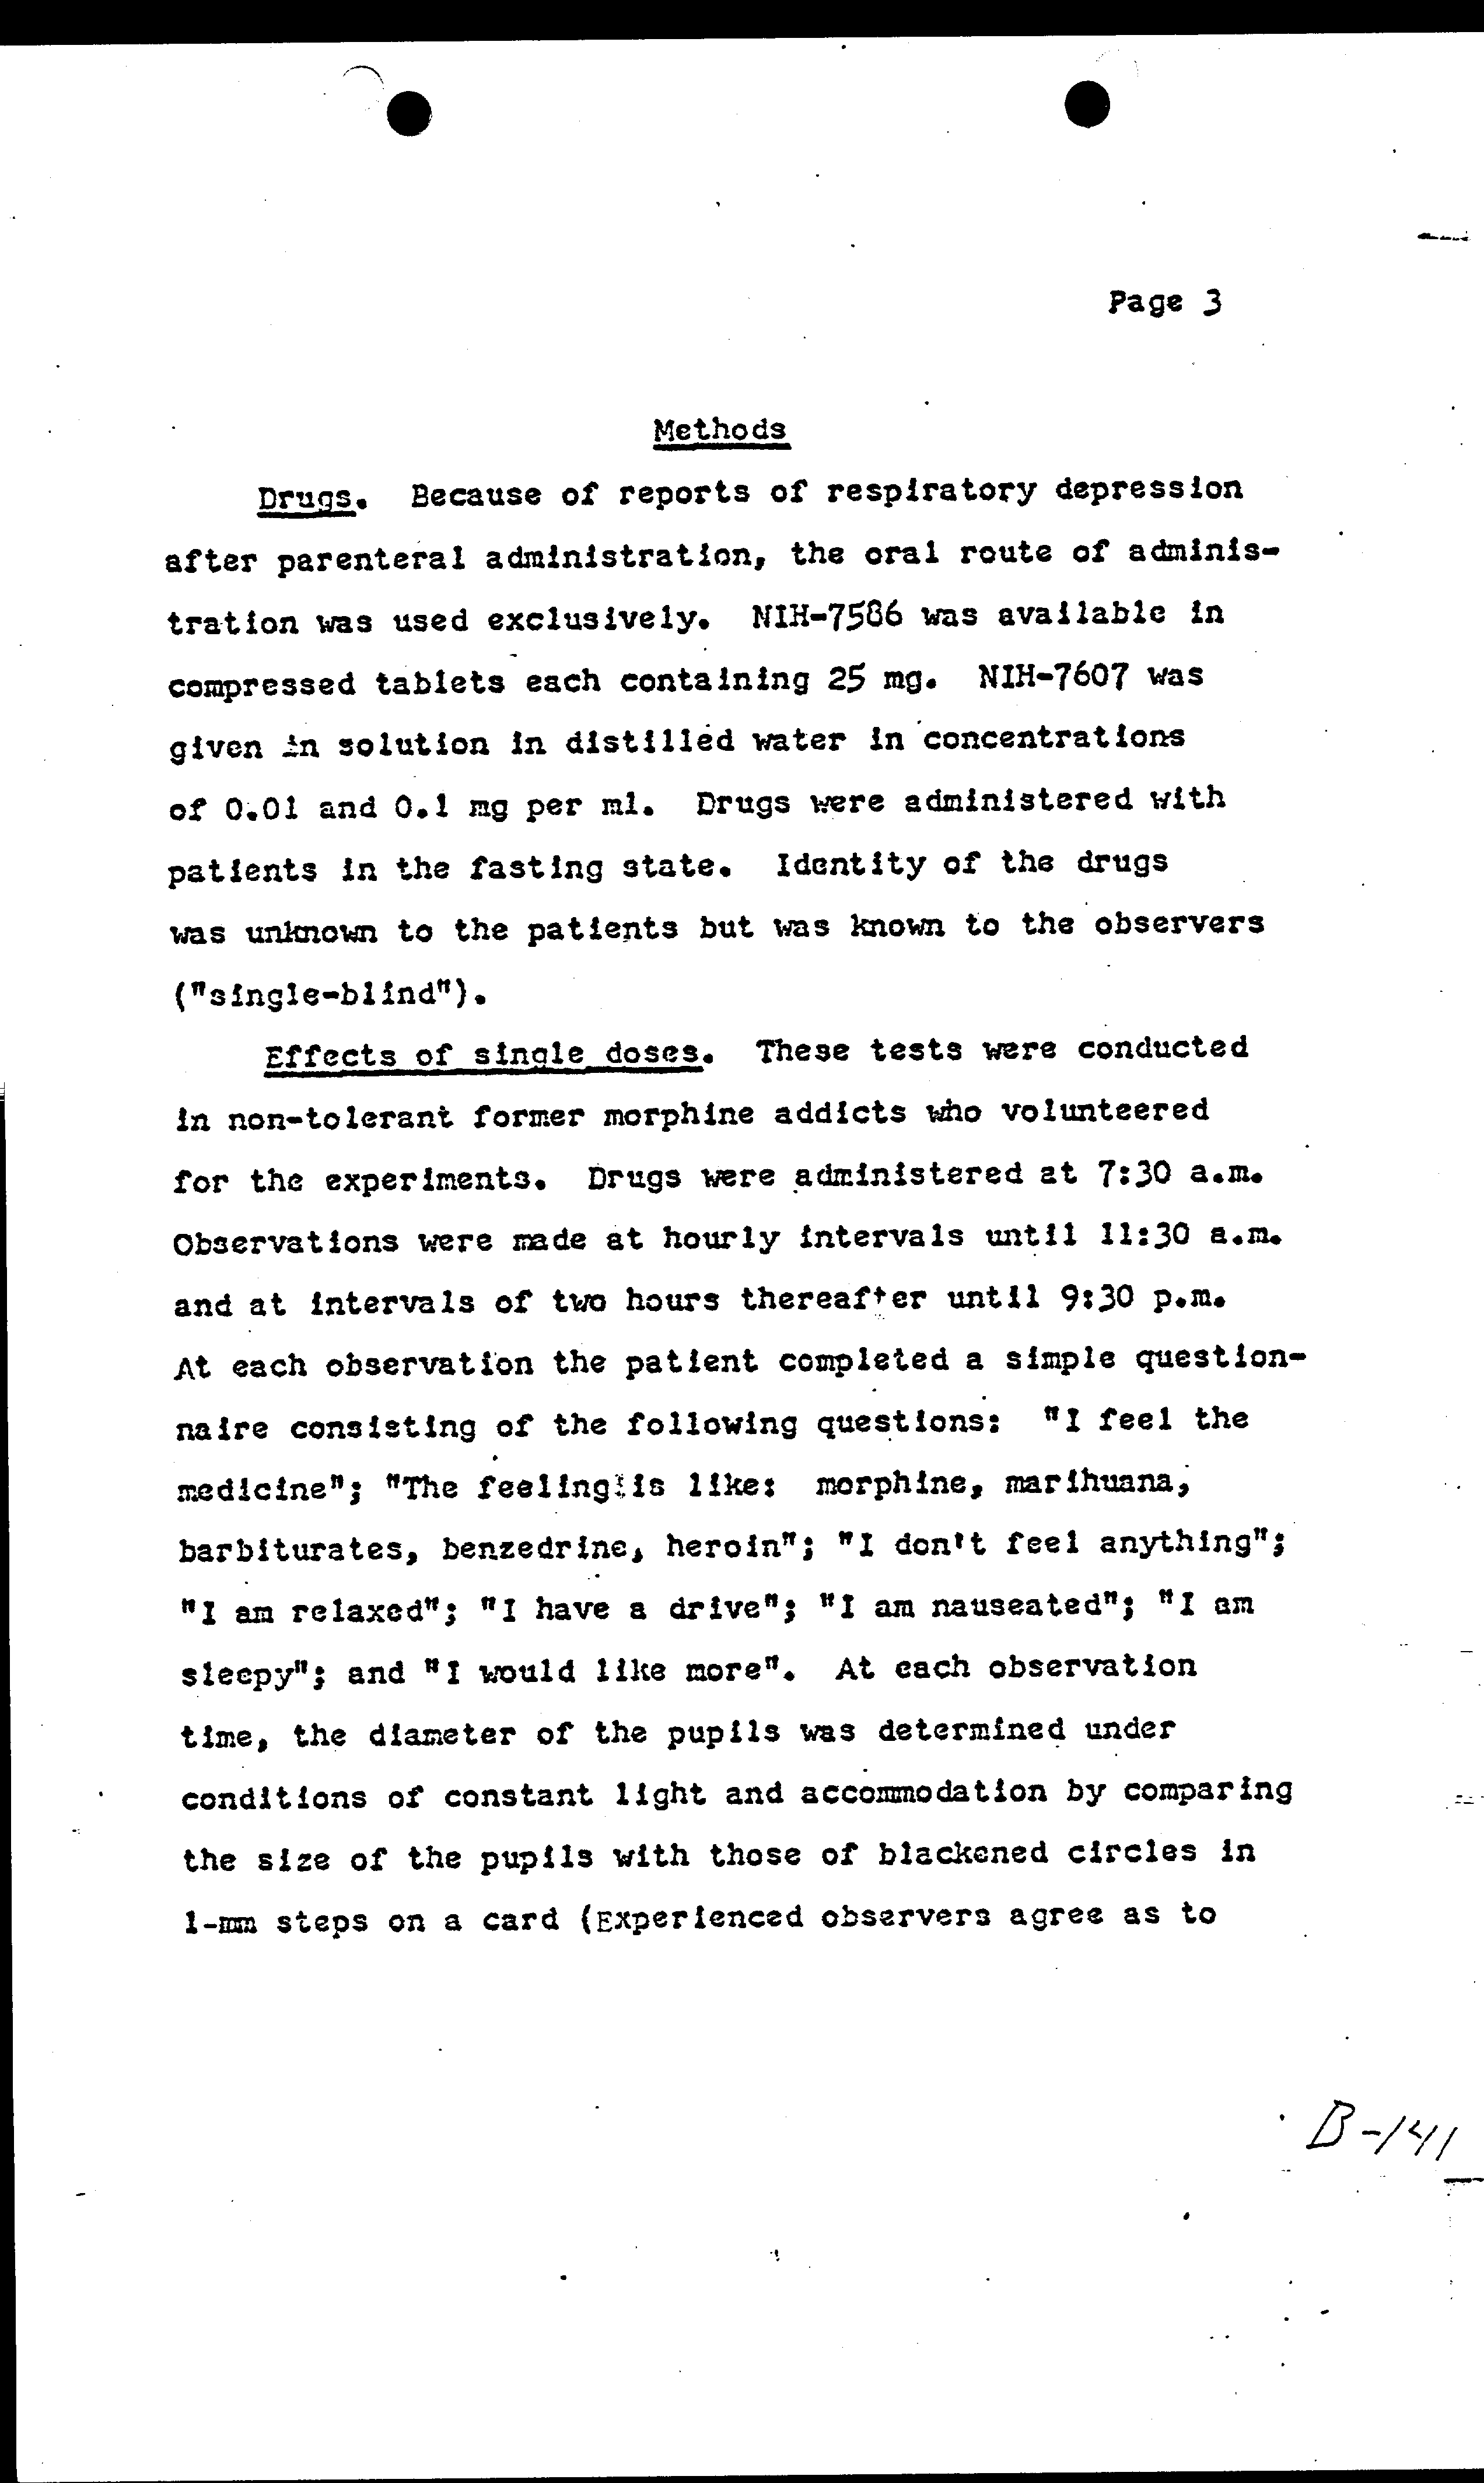 Page 3
Methods
Drugs. Because of reports of respiratory depression
after parenteral administration, the oral route of adminis-
tration was used exclusively. NIH-7586 was available in
compressed tablets each containing 25 mg. NIH-7607 was
given in solution in distilled water in concentrations
of 0.01 and 0.1 mg per ml. Drugs were administered with
patients in the fasting state. Identity of the drugs
was unknown to the patients but was known to the observers
("single-blind").
Effects of single doses. These tests were conducted
in non-tolerant former morphine addicts who volunteered
for the experiments. Drugs were administered at 7:30 a.m.
Observations were made at hourly intervals until 11:30 a.m.
and at intervals of two hours thereafter until 9:30 p.m.
At each observation the patient completed a simple question-
naire consisting of the following questions: "I feel the
medicine"; "The feeling is like: morphine, marihuana,
barbiturates, benzedrine, heroin"; "I don't feel anything";
"I am relaxed"; "I have a drive"; "I am nauseated"; "I am
sleepy"; and "I would like more". At each observation
time, the diameter of the pupils was determined under
conditions of constant light and accommodation by comparing
the size of the pupils with those of blackened circles in
1-mm steps on a card (Experienced observers agree as to
B-141